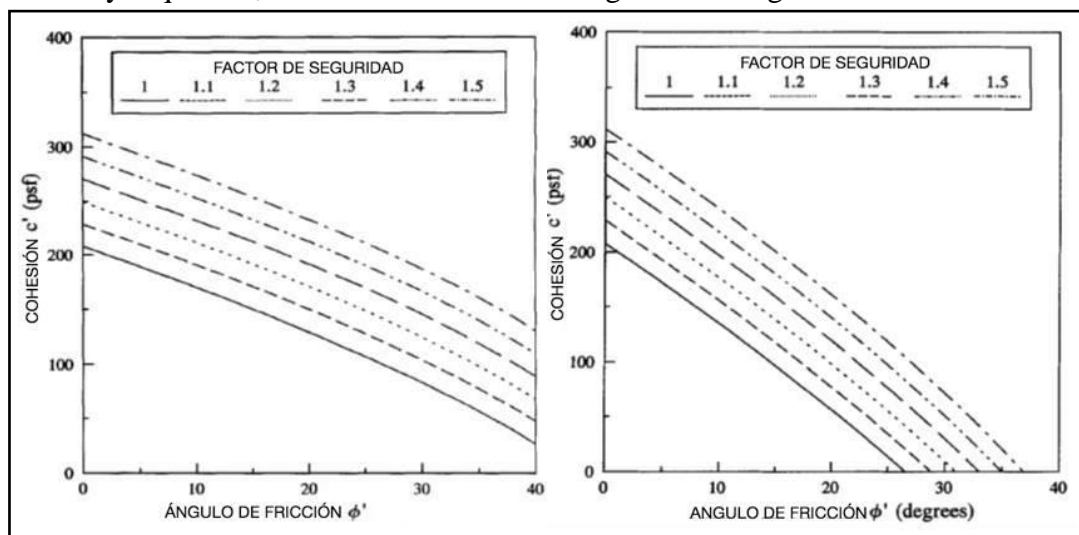 FACTOR DE SEGURIDAD
1 1.1 1.2 1.3 1.4 1.5
COHESIÓN c' (psf)
400
300
200
100
0
0 10 20 30 40
ÁNGULO DE FRICCIÓN ϕ'
FACTOR DE SEGURIDAD
1 1.1 1.2 1.3 1.4 1.5
COHESIÓN c' (psf)
400
300
200
100
0
0 10 20 30 40
ANGULO DE FRICCIÓN ϕ' (degrees)